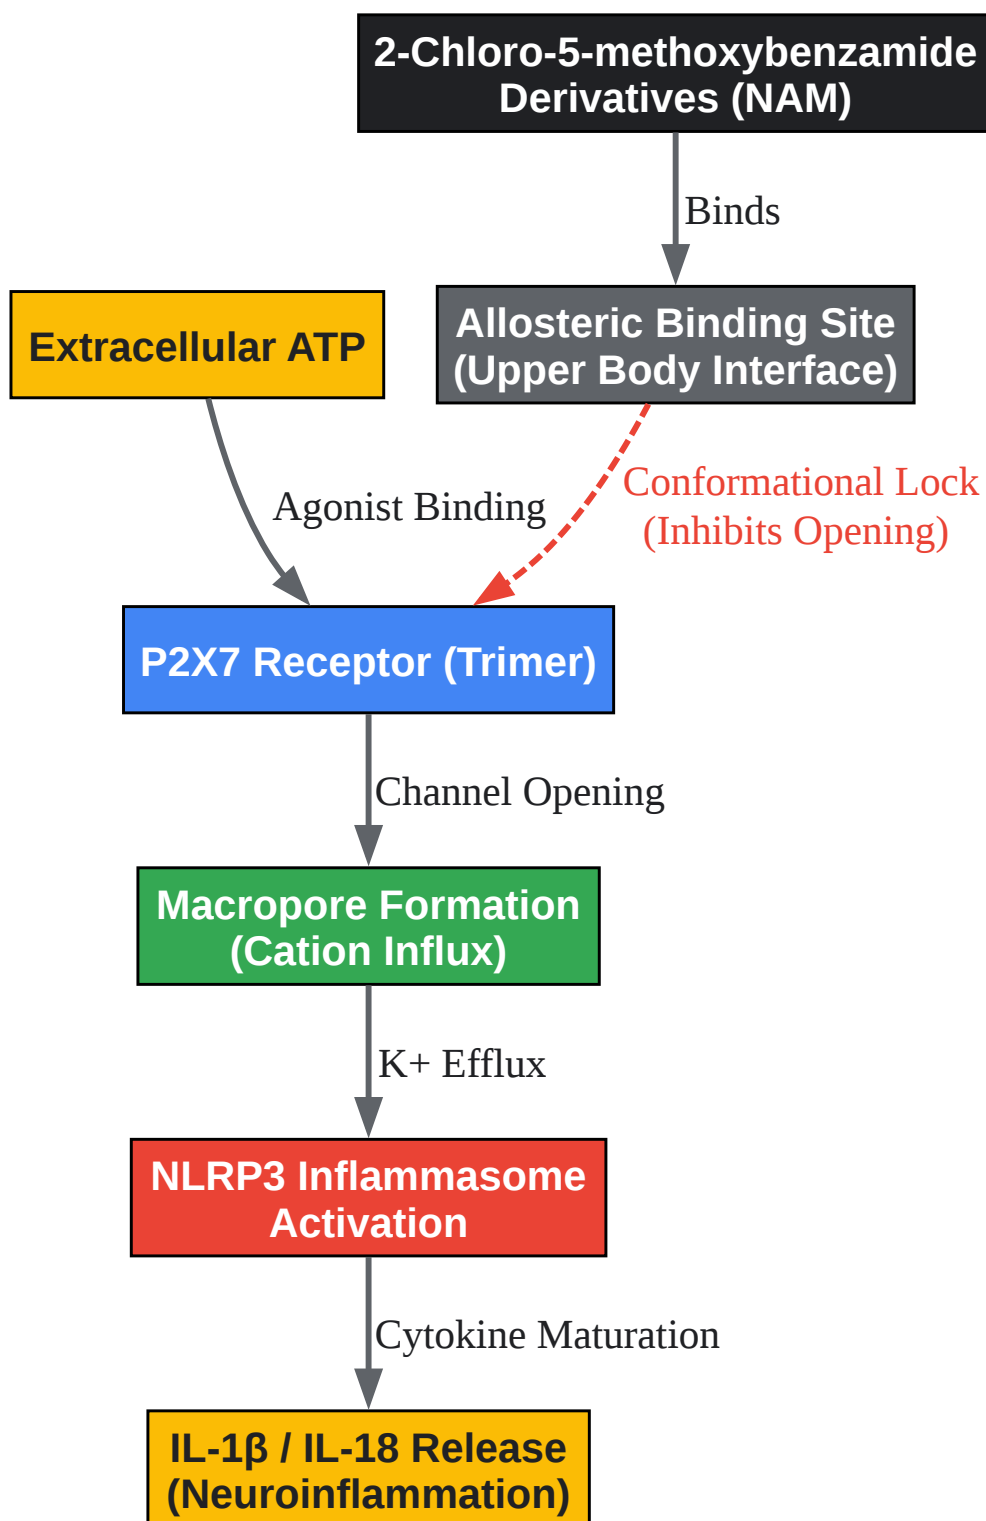 2-Chloro-5-methoxybenzamide
Derivatives (NAM)
Binds
Extracellular ATP
Allosteric Binding Site
(Upper Body Interface)
Agonist Binding
Conformational Lock
(Inhibits Opening)
P2X7 Receptor (Trimer)
Channel Opening
Macropore Formation
(Cation Influx)
K+ Efflux
NLRP3 Inflammasome
Activation
Cytokine Maturation
IL-1β / IL-18 Release
(Neuroinflammation)